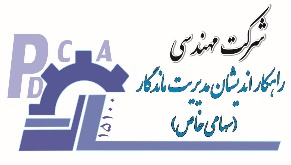 شرکت مهندسی
راهکار اندیشان مدیریت ماندگار
(سهامی خاص)
PDCA
۱۵۱۰۰